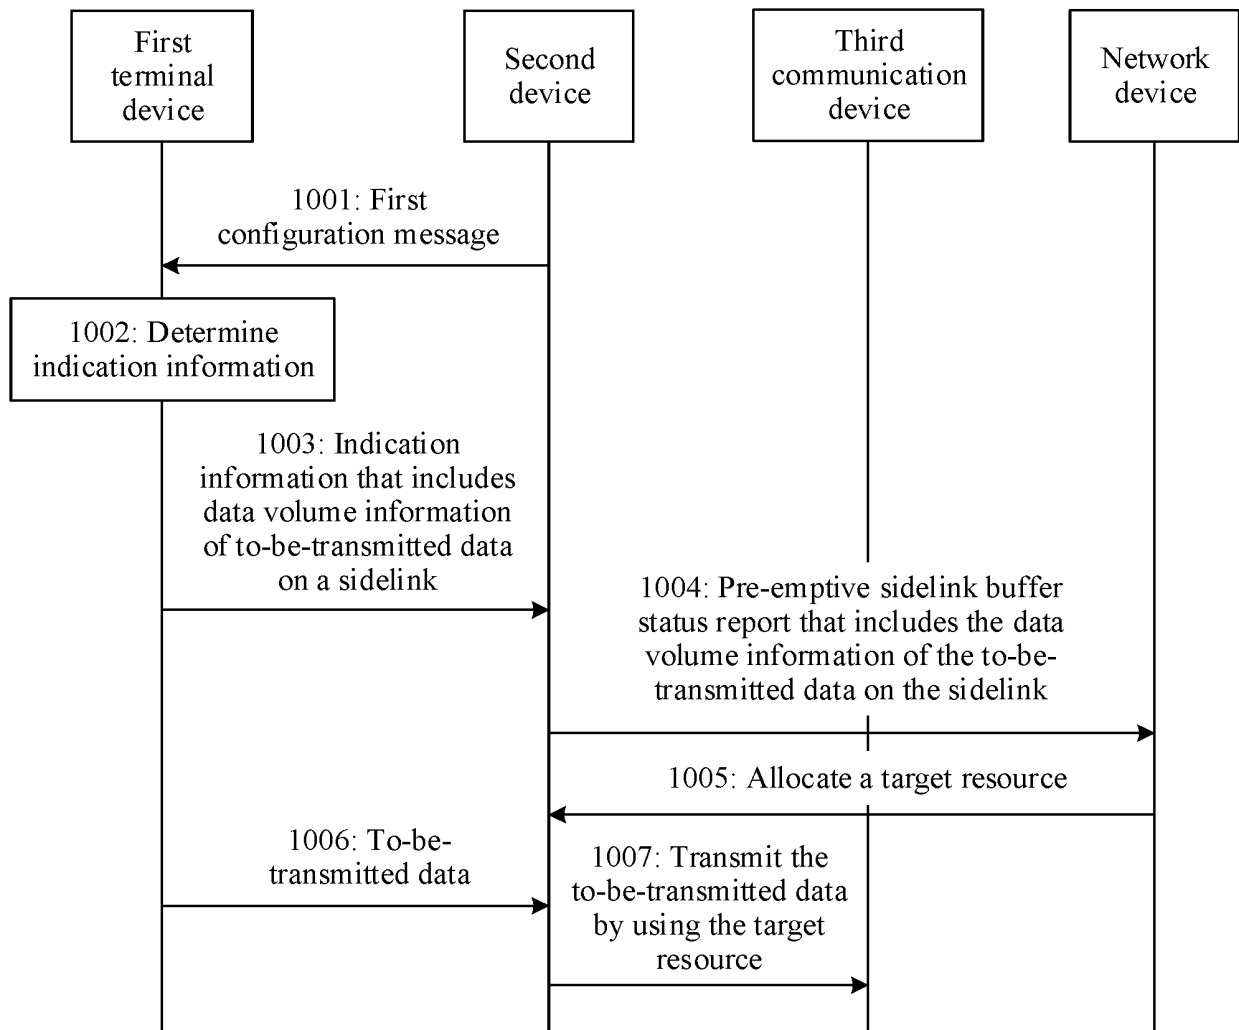 First
terminal
device
Second
device
Third
communication
device
Network
device
1001: First
configuration message
1002: Determine
indication information
1003: Indication
information that includes
data volume information
of to-be-transmitted data
on a sidelink
1004: Pre-emptive sidelink buffer
status report that includes the data
volume information of the to-be-
transmitted data on the sidelink
1005: Allocate a target resource
1006: To-be-
transmitted data
1007: Transmit the
to-be-transmitted data
by using the target
resource